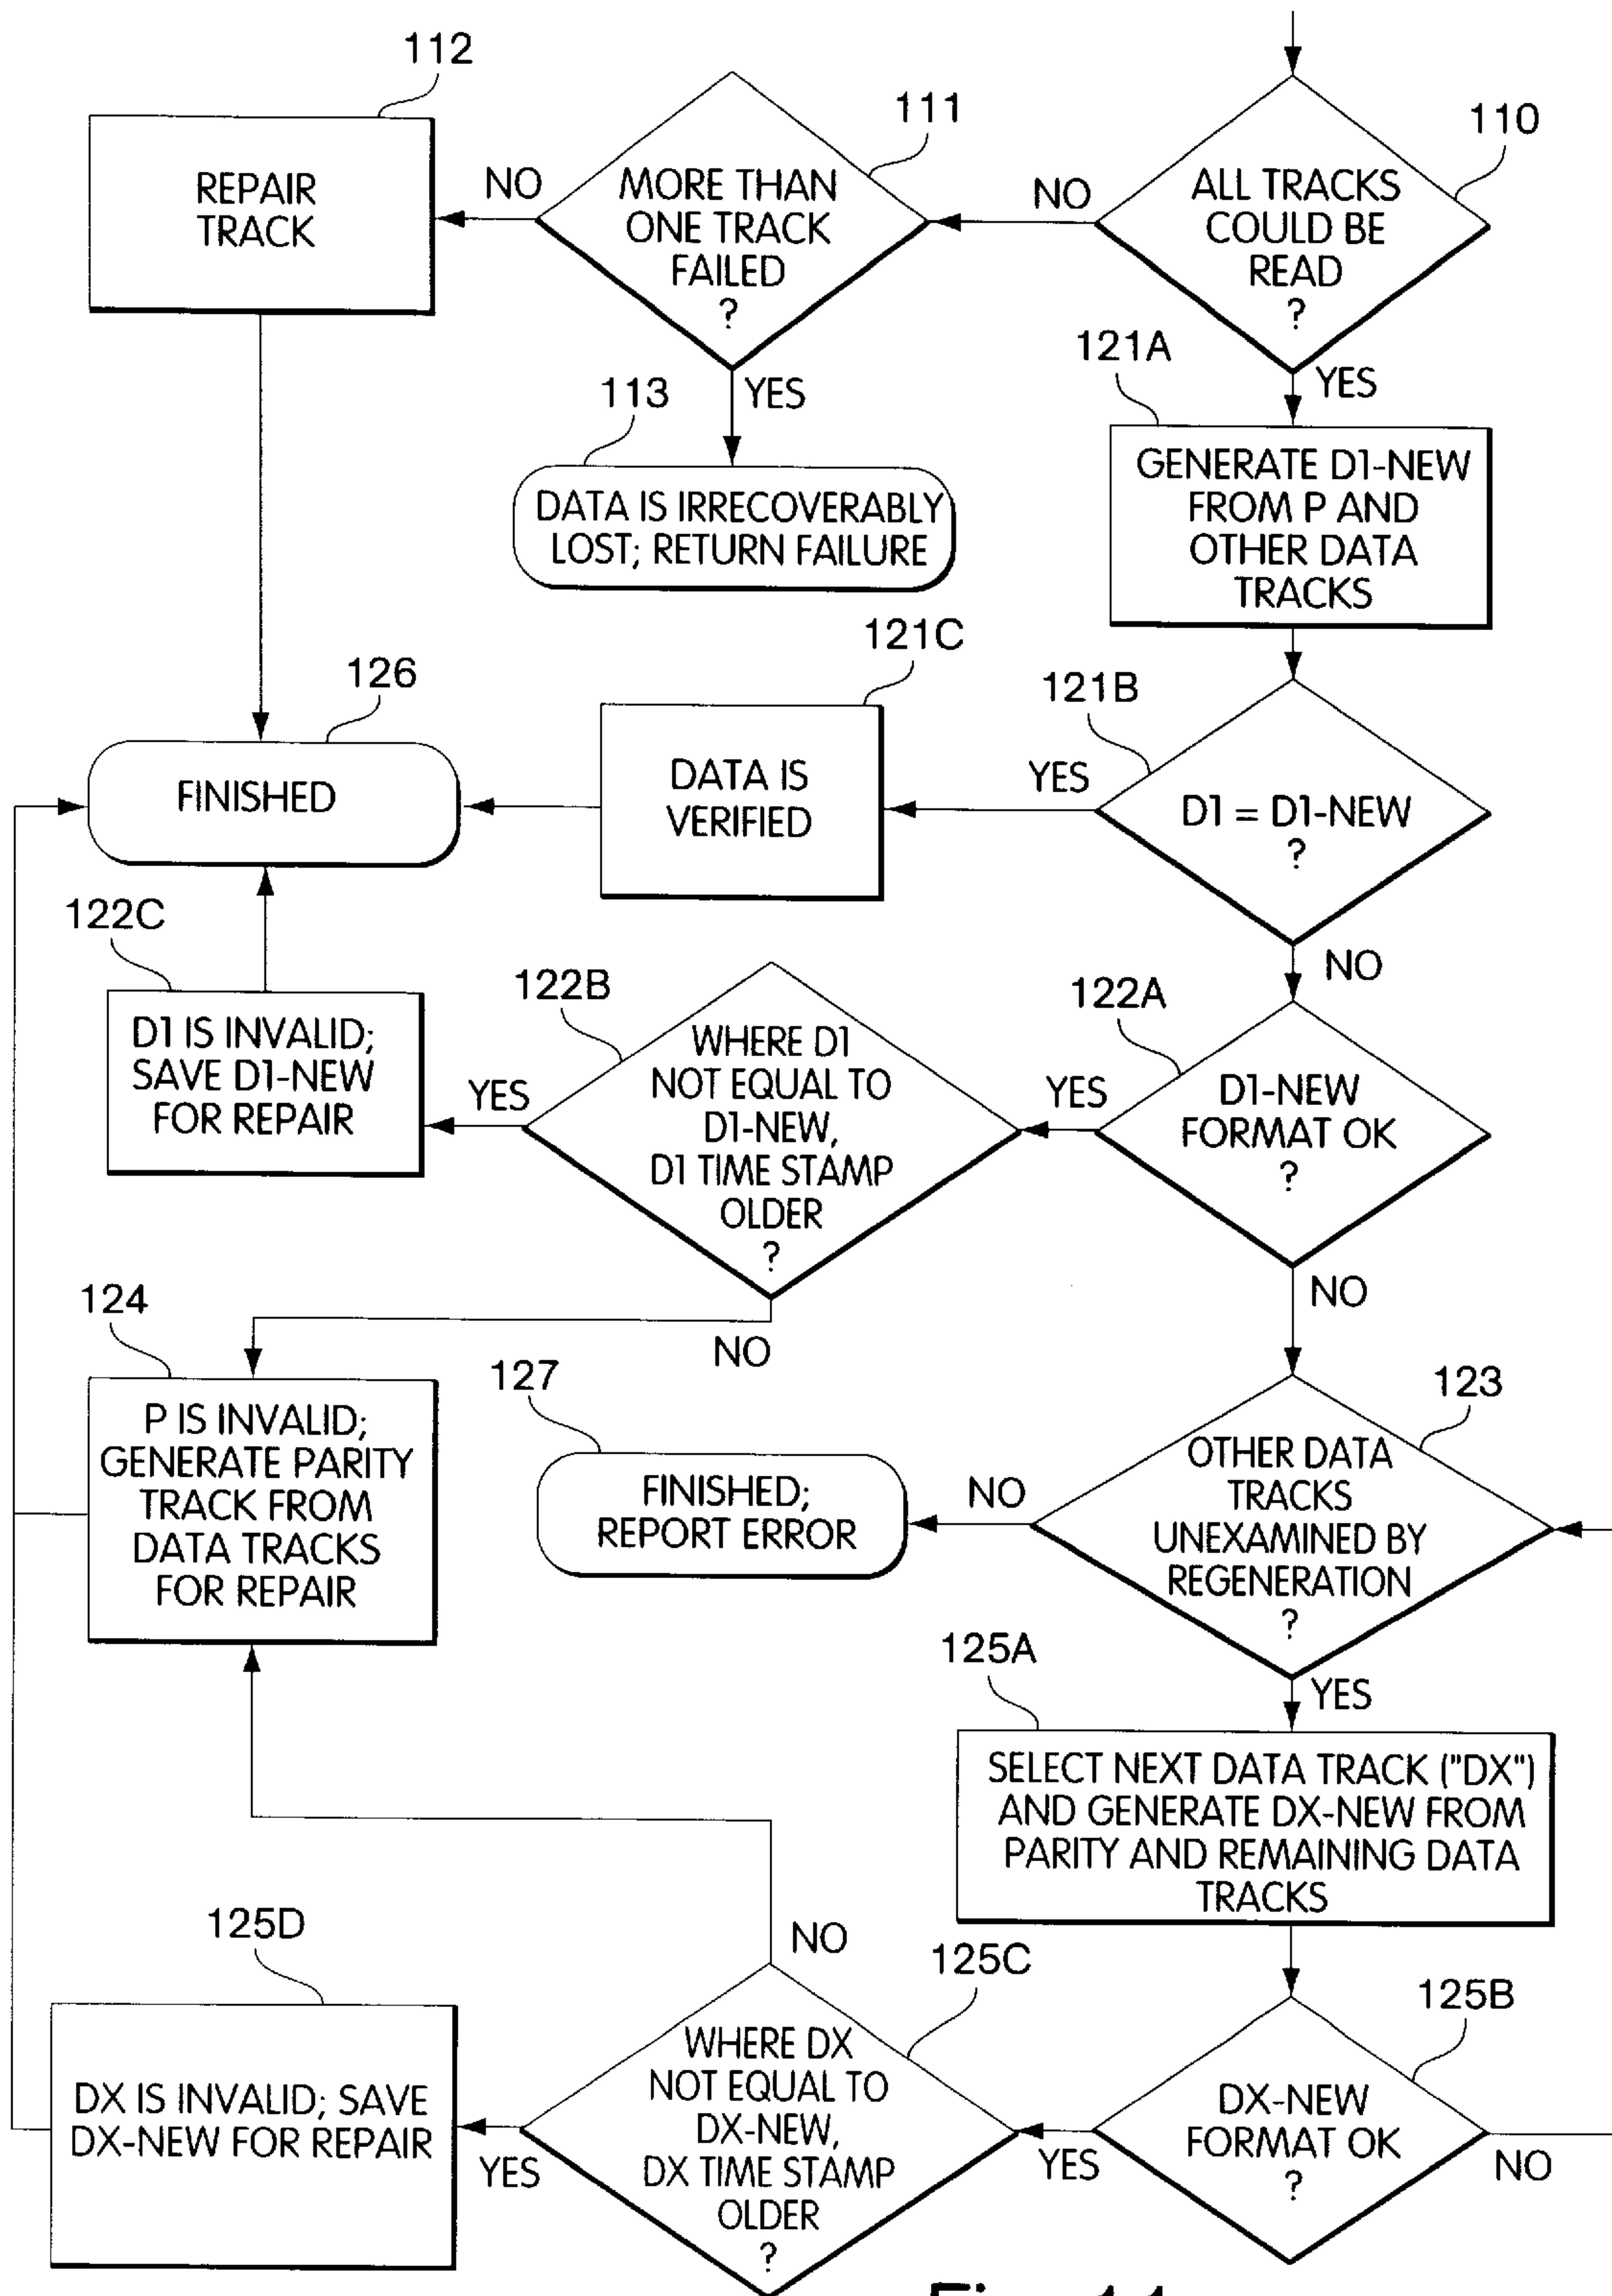 112
REPAIR
TRACK
NO
111
MORE THAN
ONE TRACK
FAILED
?
NO
110
ALL TRACKS
COULD BE
READ
?
YES
113
DATA IS IRRECOVERABLY
LOST; RETURN FAILURE
YES
121A
GENERATE D1-NEW
FROM P AND
OTHER DATA
TRACKS
126
FINISHED
121C
DATA IS
VERIFIED
YES
121B
D1 = D1-NEW
?
NO
122C
D1 IS INVALID;
SAVE D1-NEW
FOR REPAIR
YES
122B
WHERE D1
NOT EQUAL TO
D1-NEW,
D1 TIME STAMP
OLDER
?
YES
122A
D1-NEW
FORMAT OK
?
NO
NO
124
P IS INVALID;
GENERATE PARITY
TRACK FROM
DATA TRACKS
FOR REPAIR
127
FINISHED;
REPORT ERROR
NO
123
OTHER DATA
TRACKS
UNEXAMINED BY
REGENERATION
?
YES
125A
SELECT NEXT DATA TRACK ("DX")
AND GENERATE DX-NEW FROM
PARITY AND REMAINING DATA
TRACKS
125D
DX IS INVALID; SAVE
DX-NEW FOR REPAIR
YES
NO
125C
WHERE DX
NOT EQUAL TO
DX-NEW,
DX TIME STAMP
OLDER
?
YES
125B
DX-NEW
FORMAT OK
?
NO